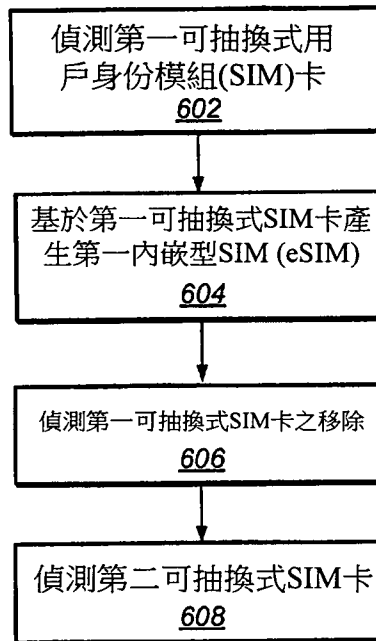 偵測第一可抽換式用
戶身份模組(SIM)卡
602
基於第一可抽換式SIM卡產
生第一內嵌型SIM (eSIM)
604
偵測第一可抽換式SIM卡之移除
606
偵測第二可抽換式SIM卡
608